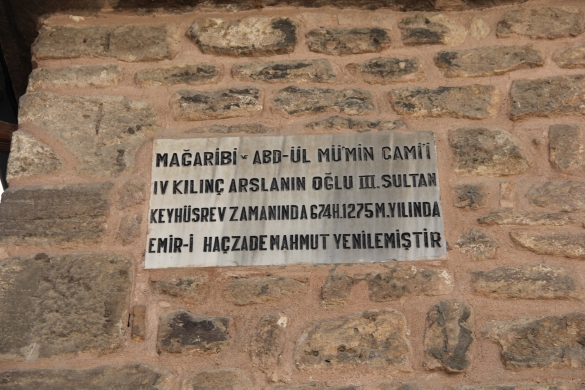 MAĞARİBİ - ABD-ÜL MÜ'MİN CAMİ'İ
IV KILINÇ ARSLANIN OĞLU III. SULTAN
KEYHÜSREV ZAMANINDA 674H. 1275M. YILINDA
EMİR-İ HAÇZADE MAHMUT YENİLEMİŞTİR